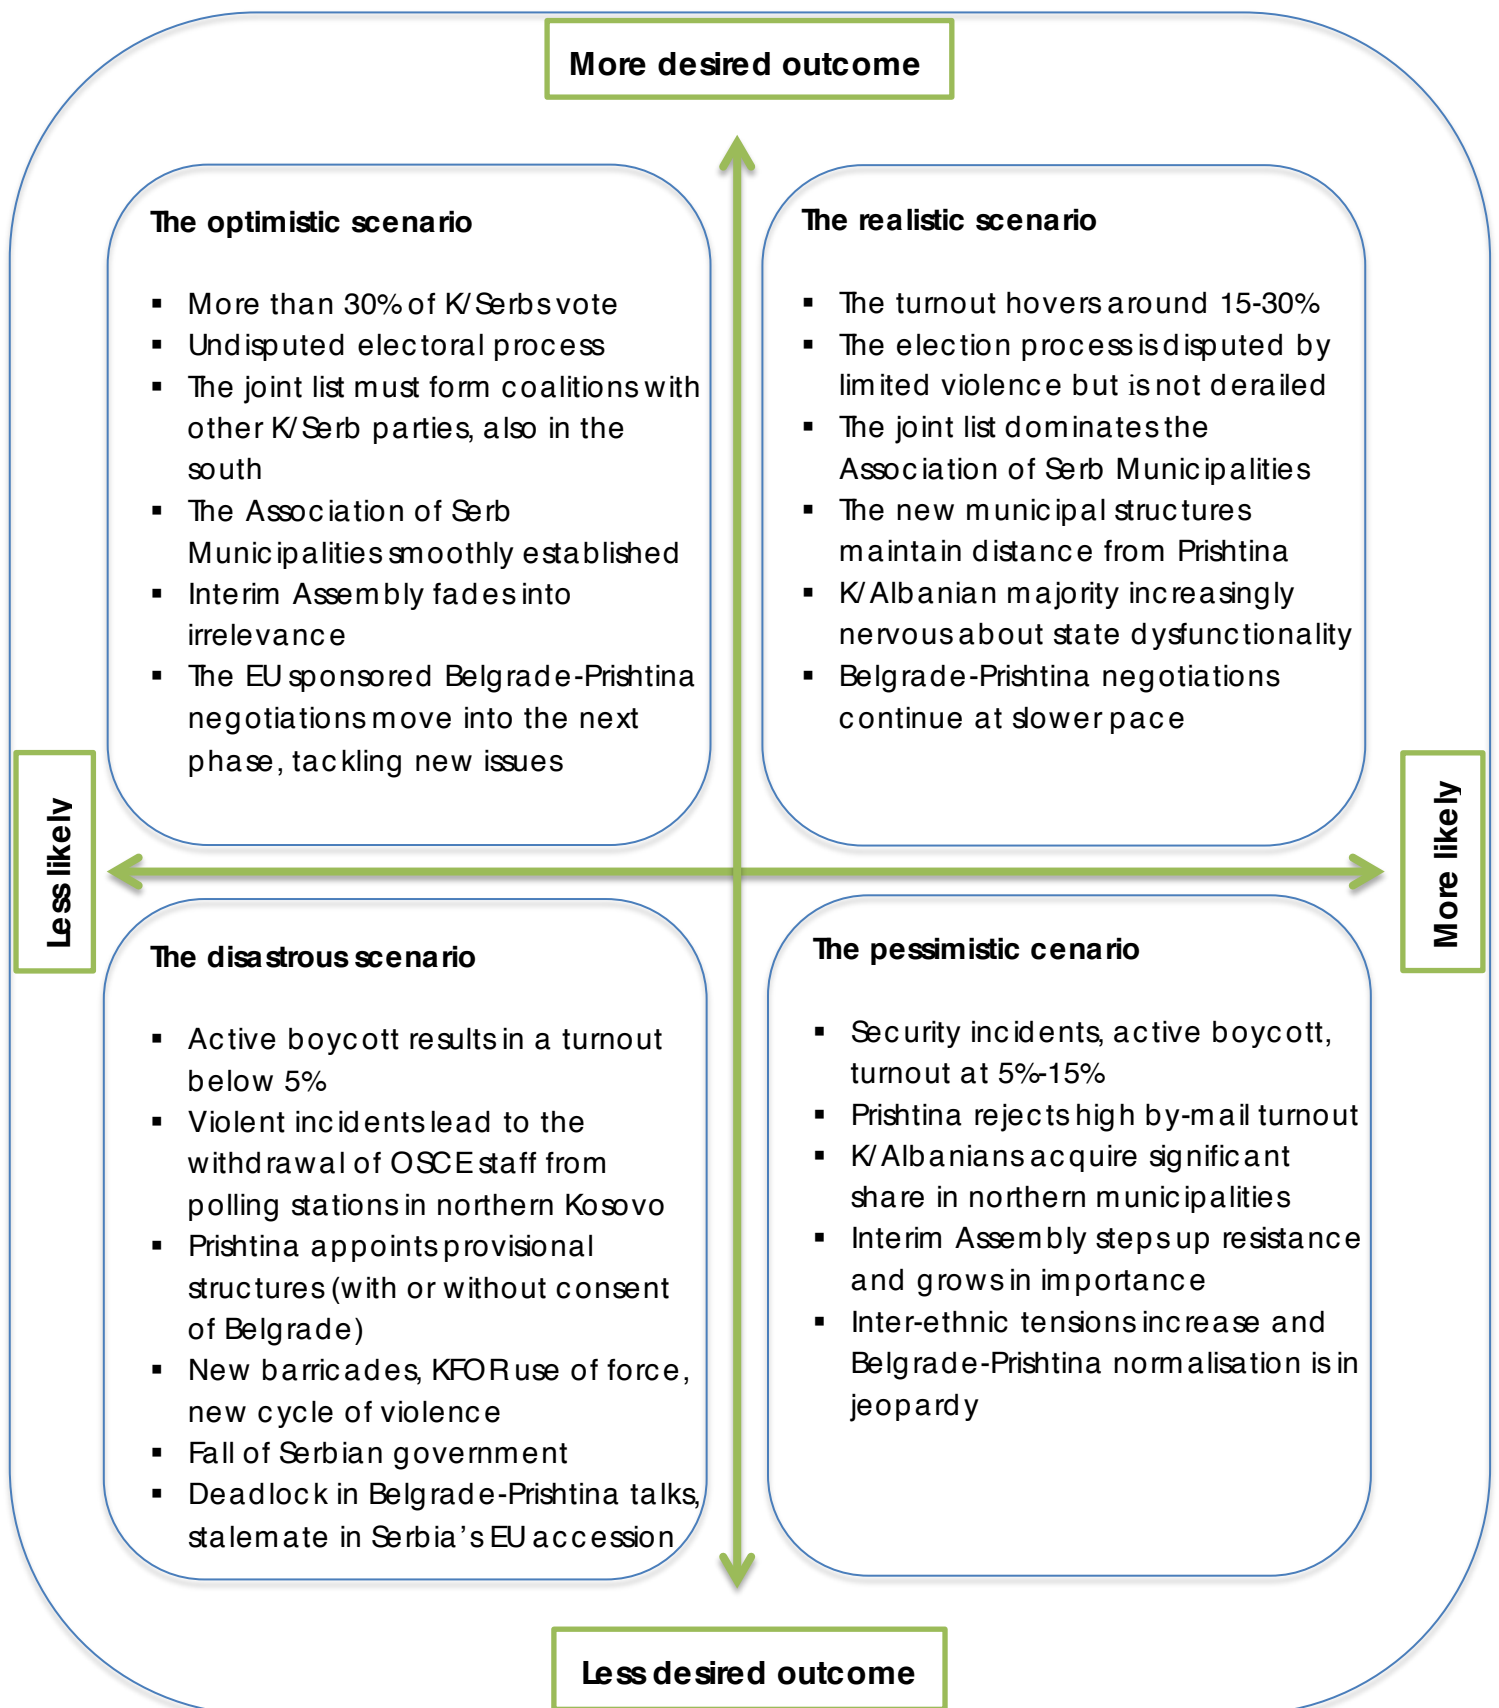 More desired outcome
The optimistic scenario
▪ More than 30% of K/Serbs vote
▪ Undisputed electoral process
▪ The joint list must form coalitions with
other K/Serb parties, also in the
south
▪ The Association of Serb
Municipalities smoothly established
▪ Interim Assembly fades into
irrelevance
▪ The EU sponsored Belgrade-Prishtina
negotiations move into the next
phase, tackling new issues
The realistic scenario
▪ The turnout hovers around 15-30%
▪ The election process is disputed by
limited violence but is not derailed
▪ The joint list dominates the
Association of Serb Municipalities
▪ The new municipal structures
maintain distance from Prishtina
▪ K/Albanian majority increasingly
nervous about state dysfunctionality
▪ Belgrade-Prishtina negotiations
continue at slower pace
Less likely
More likely
The disastrous scenario
▪ Active boycott results in a turnout
below 5%
▪ Violent incidents lead to the
withdrawal of OSCE staff from
polling stations in northern Kosovo
▪ Prishtina appoints provisional
structures (with or without consent
of Belgrade)
▪ New barricades, KFOR use of force,
new cycle of violence
▪ Fall of Serbian government
▪ Deadlock in Belgrade-Prishtina talks,
stalemate in Serbia’s EU accession
The pessimistic cenario
▪ Security incidents, active boycott,
turnout at 5%-15%
▪ Prishtina rejects high by-mail turnout
▪ K/Albanians acquire significant
share in northern municipalities
▪ Interim Assembly steps up resistance
and grows in importance
▪ Inter-ethnic tensions increase and
Belgrade-Prishtina normalisation is in
jeopardy
Less desired outcome